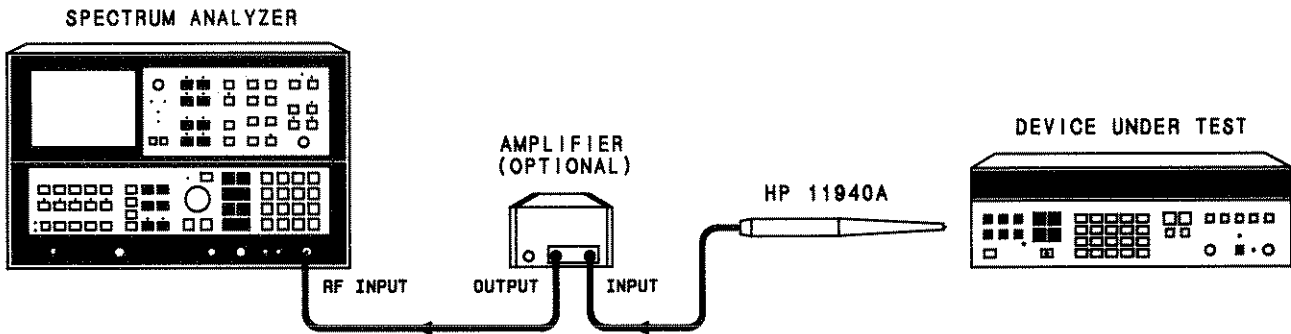 SPECTRUM ANALYZER
AMPLIFIER
(OPTIONAL)
HP 11940A
DEVICE UNDER TEST
RF INPUT
OUTPUT
INPUT